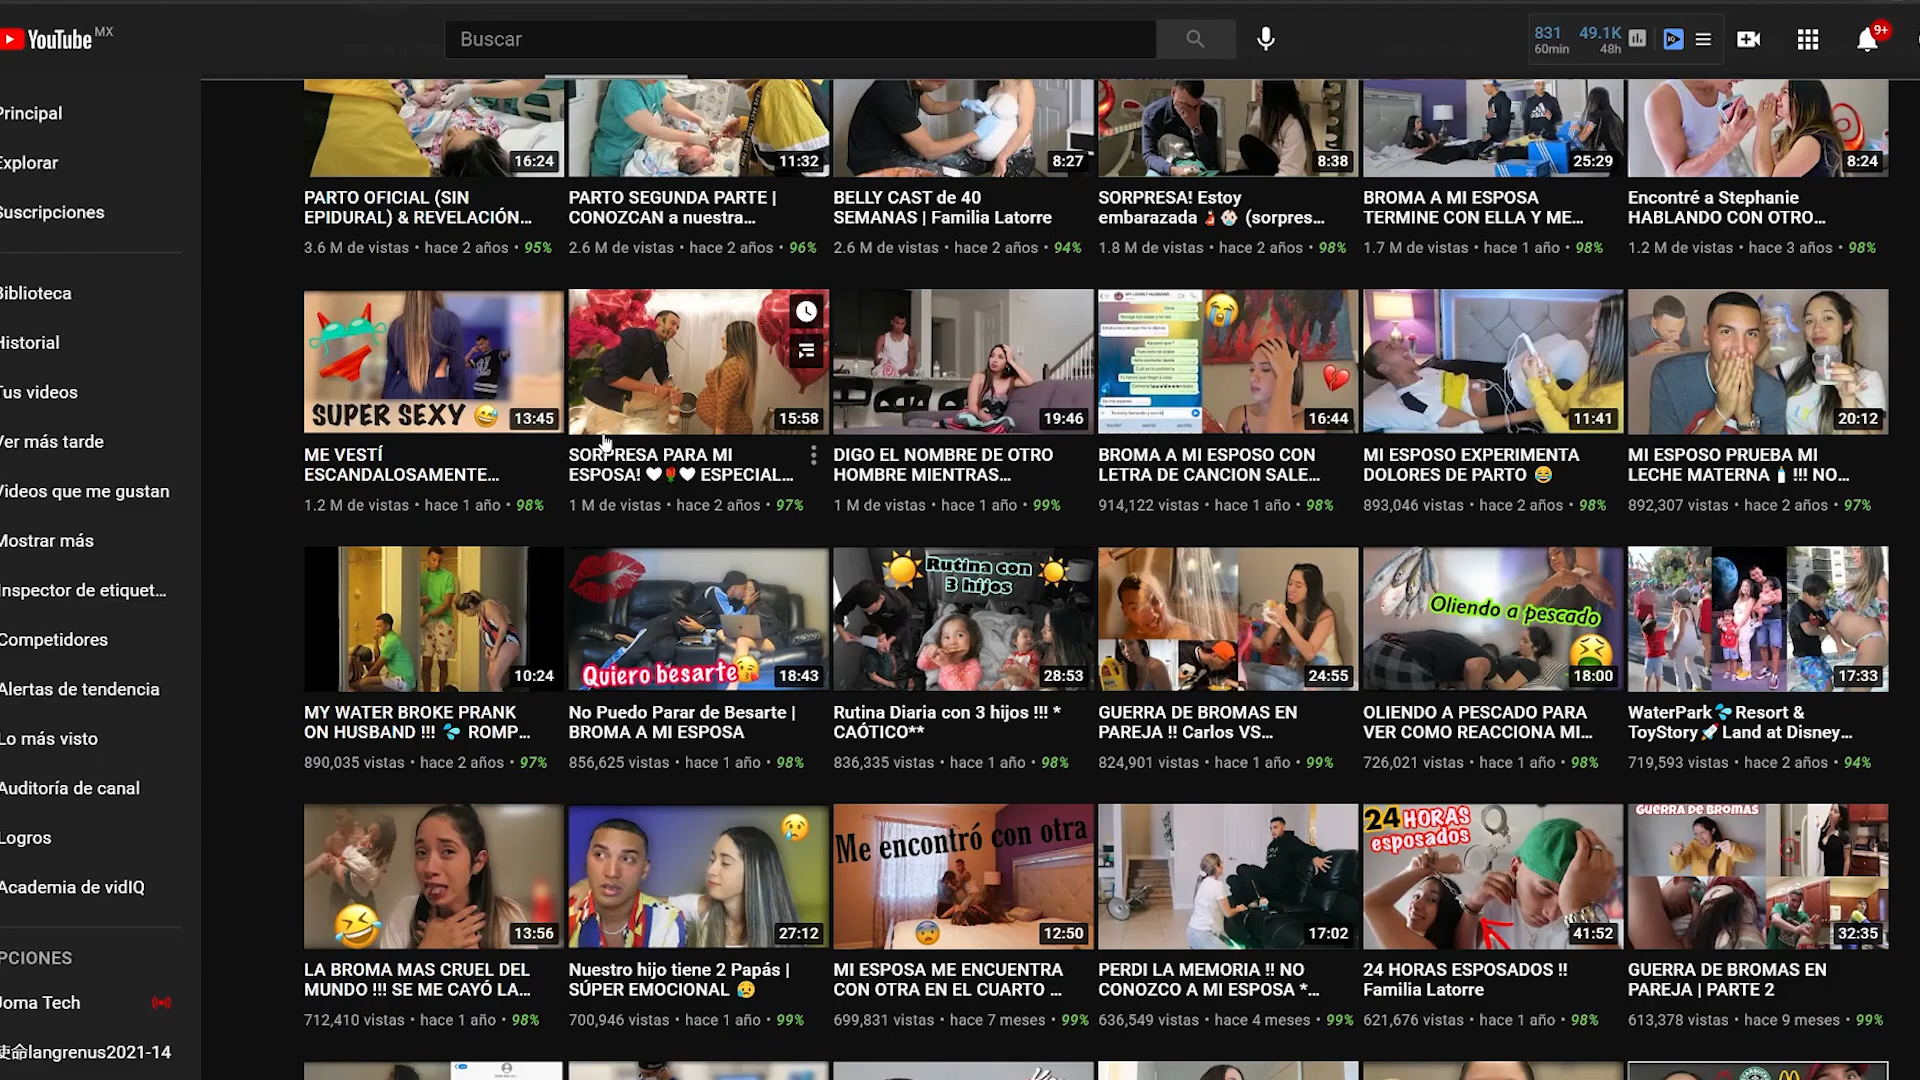 YouTube MX
Buscar
831 60min 49.1K 48h
9+
Principal
Explorar
Suscripciones
Biblioteca
Historial
Tus videos
Ver más tarde
Videos que me gustan
Mostrar más
Inspector de etiquet...
Competidores
Alertas de tendencia
Lo más visto
Auditoría de canal
Logros
Academia de vidIQ
PCIONES
Joma Tech
使命langrenus2021-14
16:24
11:32
8:27
8:38
25:29
8:24
PARTO OFICIAL (SIN
EPIDURAL) & REVELACIÓN...
3.6 M de vistas • hace 2 años • 95%
PARTO SEGUNDA PARTE |
CONOZCAN a nuestra...
2.6 M de vistas • hace 2 años • 96%
BELLY CAST de 40
SEMANAS | Familia Latorre
2.6 M de vistas • hace 2 años • 94%
SORPRESA! Estoy
embarazada 🤰👶 (sorpres...
1.8 M de vistas • hace 2 años • 98%
BROMA A MI ESPOSA
TERMINE CON ELLA Y ME...
1.7 M de vistas • hace 1 año • 98%
Encontré a Stephanie
HABLANDO CON OTRO...
1.2 M de vistas • hace 3 años • 98%
SUPER SEXY 😅
13:45
15:58
19:46
16:44
11:41
20:12
ME VESTÍ
ESCANDALOSAMENTE...
1.2 M de vistas • hace 1 año • 98%
SORPRESA PARA MI
ESPOSA! 🤍🌹🤍 ESPECIAL...
1 M de vistas • hace 2 años • 97%
DIGO EL NOMBRE DE OTRO
HOMBRE MIENTRAS...
1 M de vistas • hace 1 año • 99%
BROMA A MI ESPOSO CON
LETRA DE CANCION SALE...
914,122 vistas • hace 1 año • 98%
MI ESPOSO EXPERIMENTA
DOLORES DE PARTO 😂
893,046 vistas • hace 2 años • 98%
MI ESPOSO PRUEBA MI
LECHE MATERNA 🍼 !!! NO...
892,307 vistas • hace 2 años • 97%
10:24
Quiero besarte 😘
18:43
Rutina con
3 hijos
28:53
24:55
Oliendo a pescado
18:00
17:33
MY WATER BROKE PRANK
ON HUSBAND !!! 💦 ROMP...
890,035 vistas • hace 2 años • 97%
No Puedo Parar de Besarte |
BROMA A MI ESPOSA
856,625 vistas • hace 1 año • 98%
Rutina Diaria con 3 hijos !!! *
CAÓTICO**
836,335 vistas • hace 1 año • 98%
GUERRA DE BROMAS EN
PAREJA !! Carlos VS...
824,901 vistas • hace 1 año • 99%
OLIENDO A PESCADO PARA
VER COMO REACCIONA MI...
726,021 vistas • hace 1 año • 98%
WaterPark💦Resort &
ToyStory🚀Land at Disney...
719,593 vistas • hace 2 años • 94%
13:56
27:12
Me encontró con otra
12:50
17:02
24 HORAS
esposados
41:52
GUERRA DE BROMAS
32:35
LA BROMA MAS CRUEL DEL
MUNDO !!! SE ME CAYÓ LA...
712,410 vistas • hace 1 año • 98%
Nuestro hijo tiene 2 Papás |
SÚPER EMOCIONAL 😥
700,946 vistas • hace 1 año • 99%
MI ESPOSA ME ENCUENTRA
CON OTRA EN EL CUARTO ...
699,831 vistas • hace 7 meses • 99%
PERDI LA MEMORIA !! NO
CONOZCO A MI ESPOSA *...
636,549 vistas • hace 4 meses • 99%
24 HORAS ESPOSADOS !!
Familia Latorre
621,676 vistas • hace 1 año • 98%
GUERRA DE BROMAS EN
PAREJA | PARTE 2
613,378 vistas • hace 9 meses • 99%